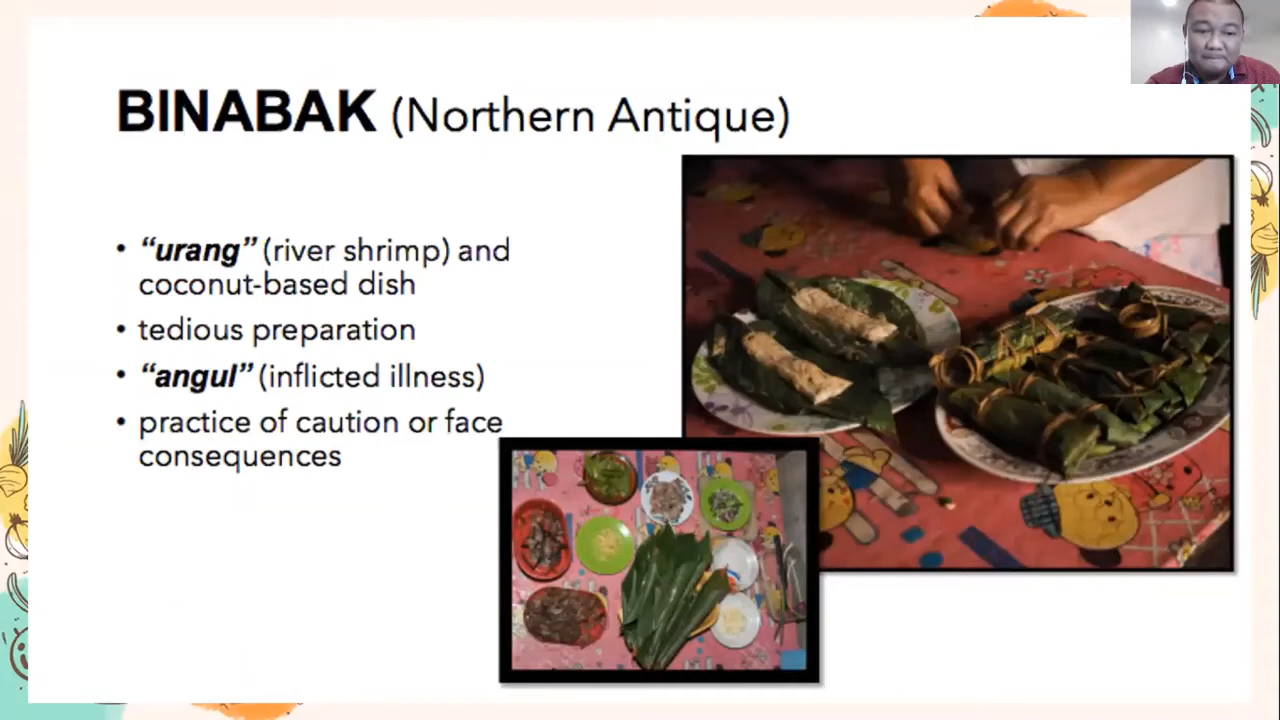 BINABAK (Northern Antique)
• “urang” (river shrimp) and
coconut-based dish
• tedious preparation
• “angul” (inflicted illness)
• practice of caution or face
consequences